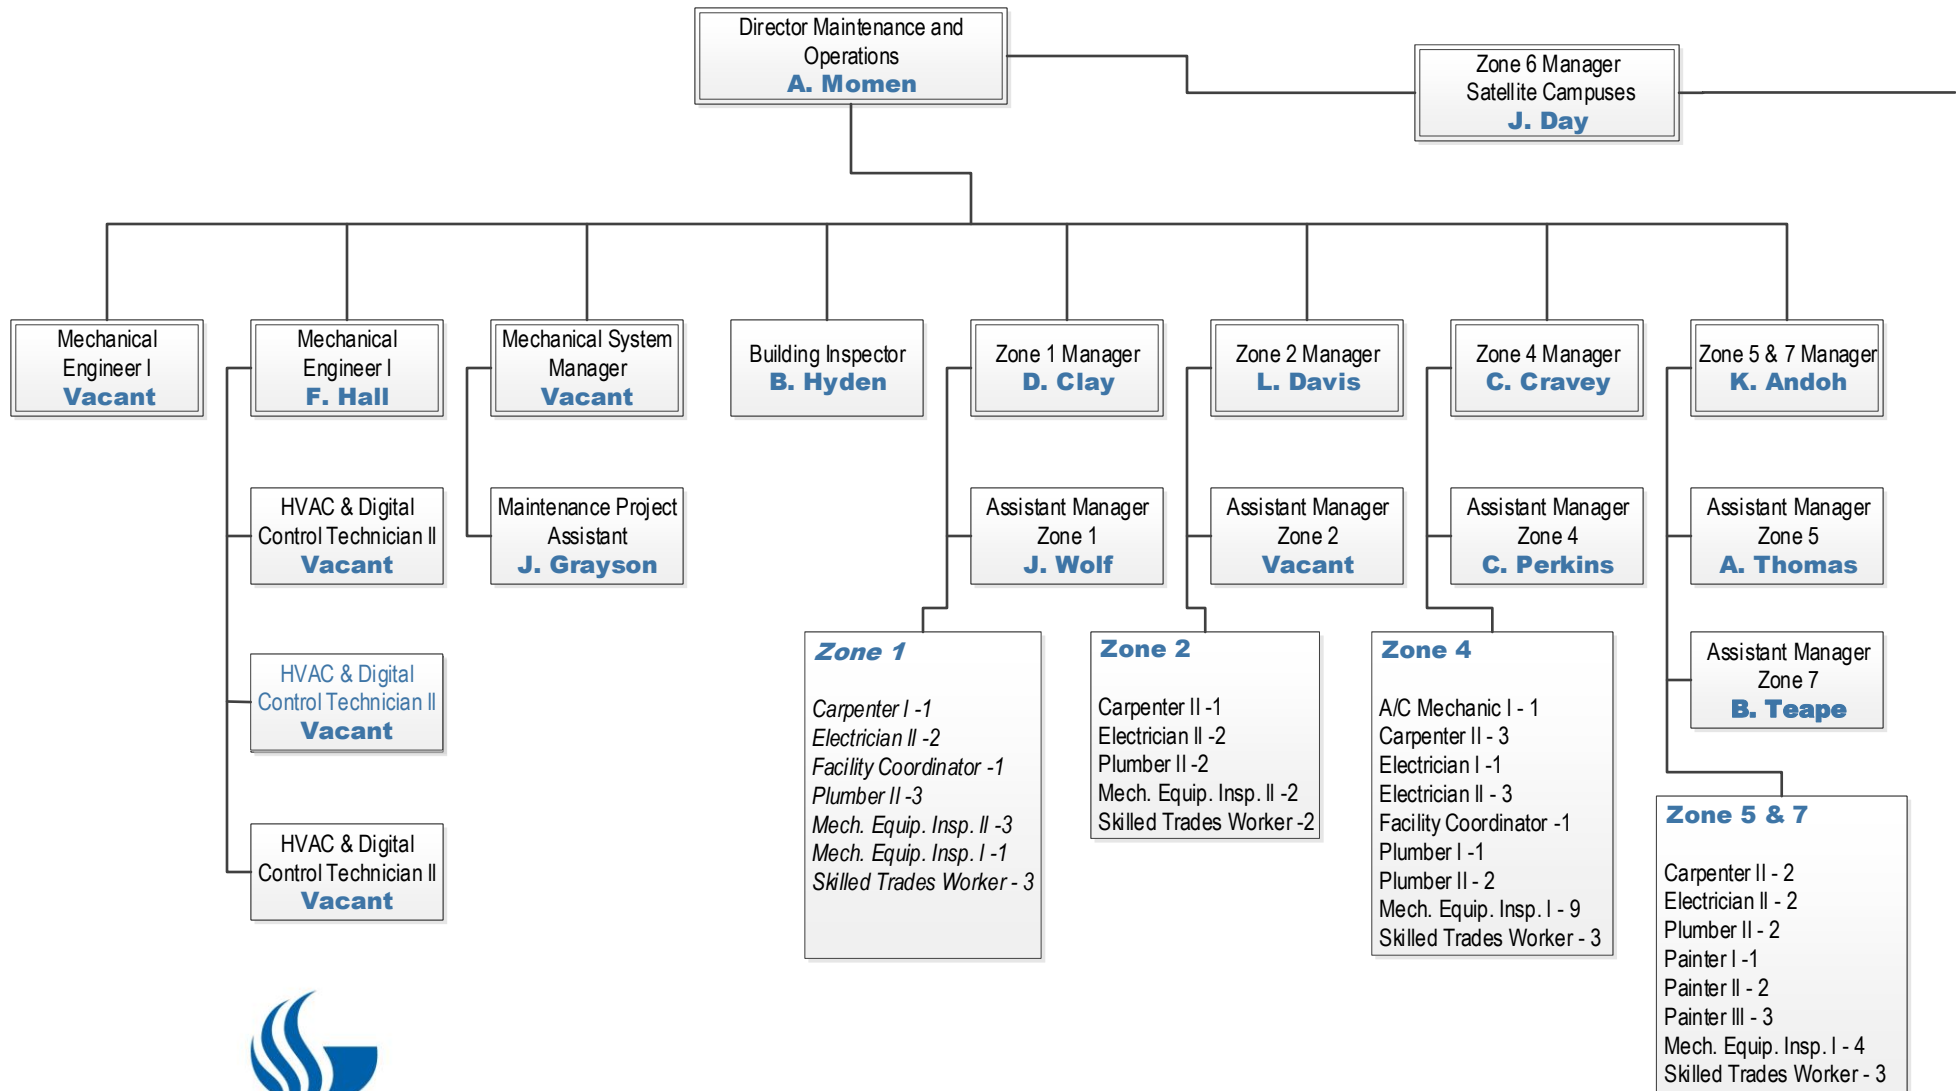 Director Maintenance and
Operations
A. Momen
Zone 6 Manager
Satellite Campuses
J. Day
Mechanical
Engineer I
Vacant
Mechanical
Engineer I
F. Hall
Mechanical System
Manager
Vacant
Building Inspector
B. Hyden
Zone 1 Manager
D. Clay
Zone 2 Manager
L. Davis
Zone 4 Manager
C. Cravey
Zone 5 & 7 Manager
K. Andoh
HVAC & Digital
Control Technician II
Vacant
Maintenance Project
Assistant
J. Grayson
Assistant Manager
Zone 1
J. Wolf
Assistant Manager
Zone 2
Vacant
Assistant Manager
Zone 4
C. Perkins
Assistant Manager
Zone 5
A. Thomas
HVAC & Digital
Control Technician II
Vacant
Assistant Manager
Zone 7
B. Teape
HVAC & Digital
Control Technician II
Vacant
Zone 1
Carpenter I -1
Electrician II -2
Facility Coordinator -1
Plumber II -3
Mech. Equip. Insp. II -3
Mech. Equip. Insp. I -1
Skilled Trades Worker - 3
Zone 2
Carpenter II -1
Electrician II -2
Plumber II -2
Mech. Equip. Insp. II -2
Skilled Trades Worker -2
Zone 4
A/C Mechanic I - 1
Carpenter II - 3
Electrician I -1
Electrician II - 3
Facility Coordinator -1
Plumber I -1
Plumber II - 2
Mech. Equip. Insp. I - 9
Skilled Trades Worker - 3
Zone 5 & 7
Carpenter II - 2
Electrician II - 2
Plumber II - 2
Painter I -1
Painter II - 2
Painter III - 3
Mech. Equip. Insp. I - 4
Skilled Trades Worker - 3